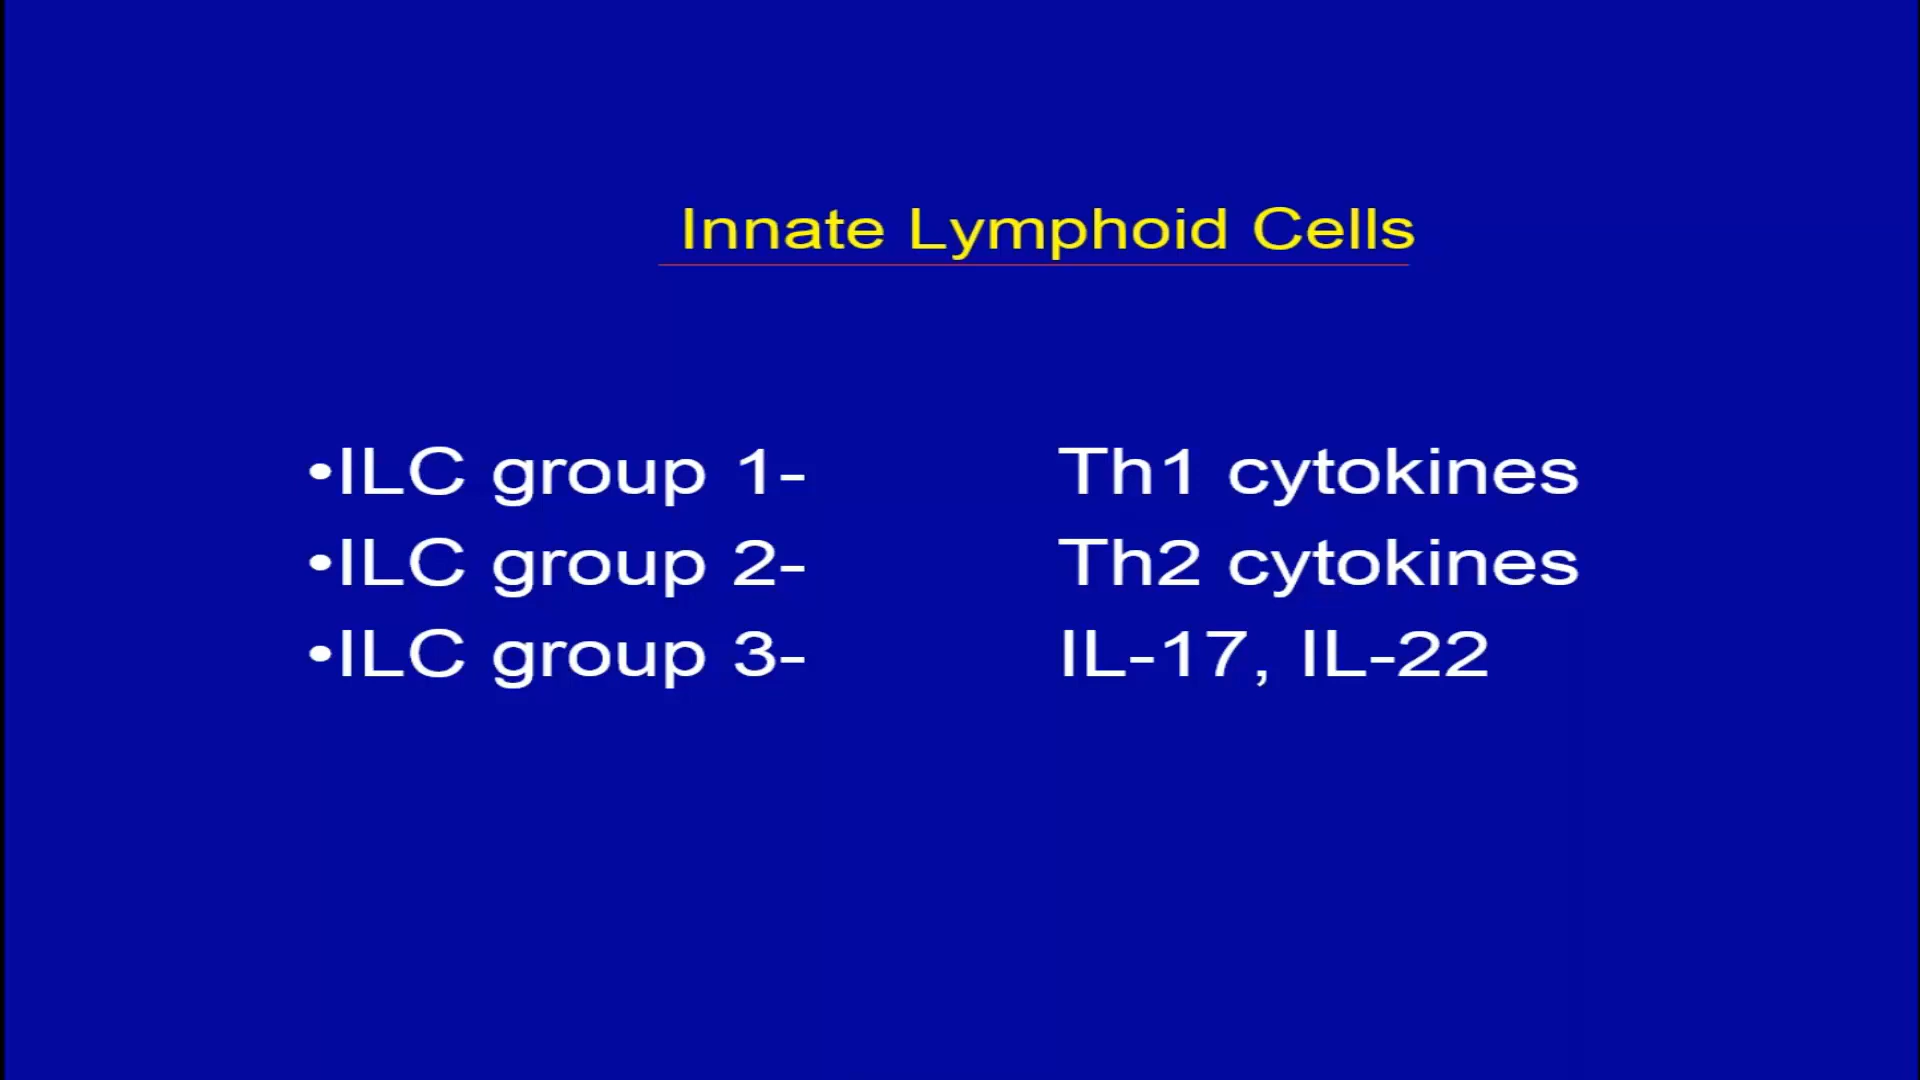 Innate Lymphoid Cells
•ILC group 1- Th1 cytokines
•ILC group 2- Th2 cytokines
•ILC group 3- IL-17, IL-22